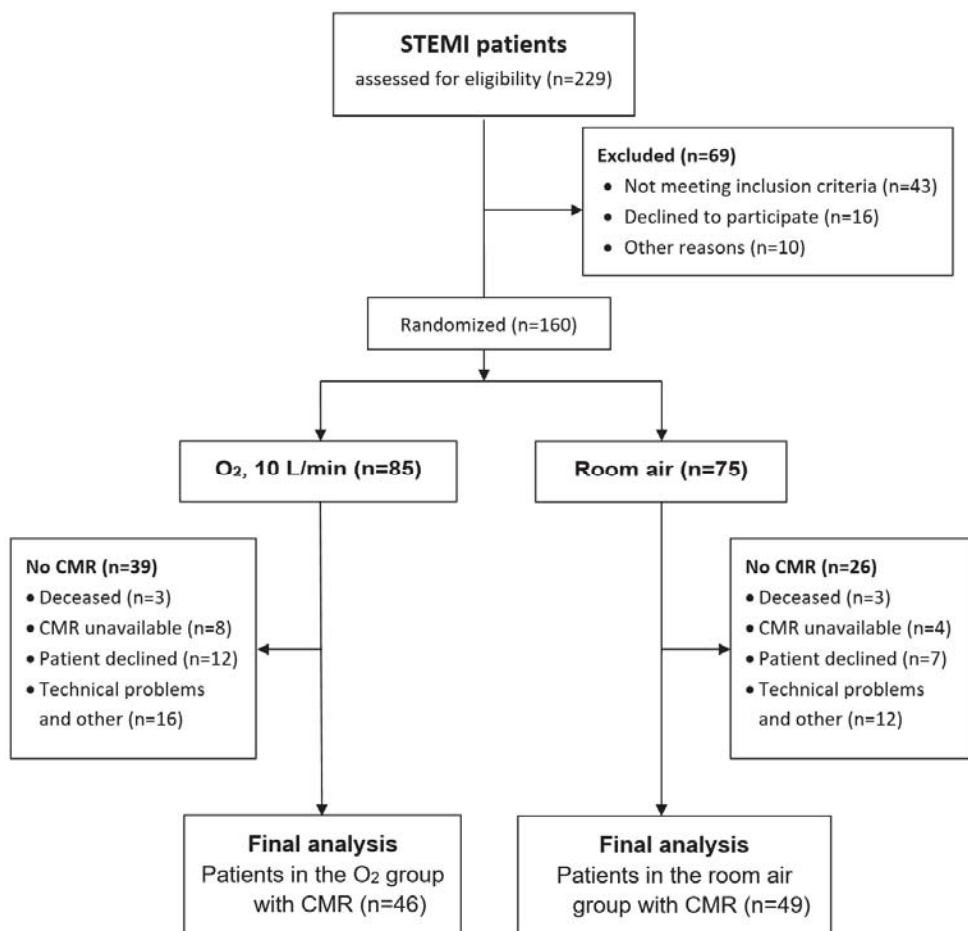 STEMI patients
assessed for eligibility (n=229)
Excluded (n=69)
• Not meeting inclusion criteria (n=43)
• Declined to participate (n=16)
• Other reasons (n=10)
Randomized (n=160)
O₂, 10 L/min (n=85)
Room air (n=75)
No CMR (n=39)
• Deceased (n=3)
• CMR unavailable (n=8)
• Patient declined (n=12)
• Technical problems
and other (n=16)
No CMR (n=26)
• Deceased (n=3)
• CMR unavailable (n=4)
• Patient declined (n=7)
• Technical problems
and other (n=12)
Final analysis
Patients in the O₂ group
with CMR (n=46)
Final analysis
Patients in the room air
group with CMR (n=49)